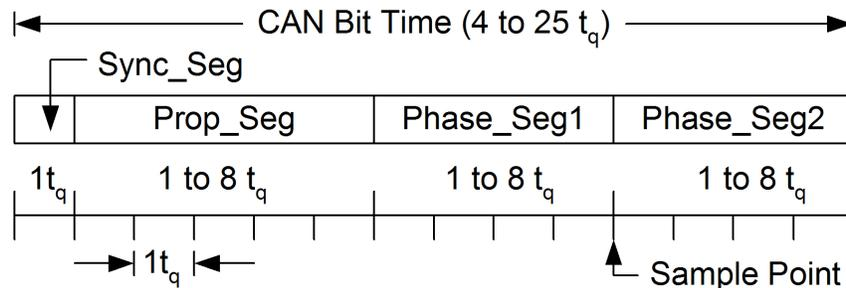 CAN Bit Time (4 to 25 tq)
Sync_Seg
Prop_Seg Phase_Seg1 Phase_Seg2
1tq 1 to 8 tq 1 to 8 tq 1 to 8 tq
1tq
Sample Point